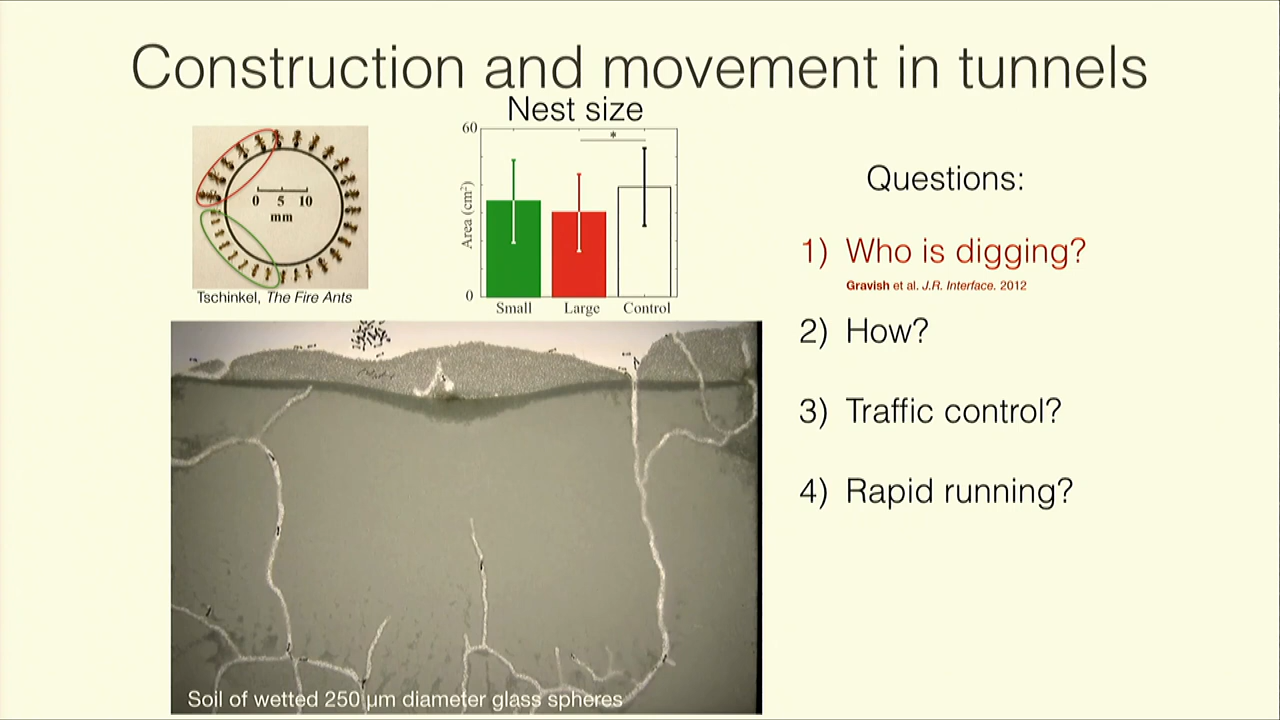 Construction and movement in tunnels
Nest size
60
Area (cm²)
0
*
Small Large Control
0 5 10
mm
Tschinkel, The Fire Ants
Questions:
1) Who is digging?
Gravish et al. J.R. Interface. 2012
2) How?
3) Traffic control?
4) Rapid running?
Soil of wetted 250 μm diameter glass spheres